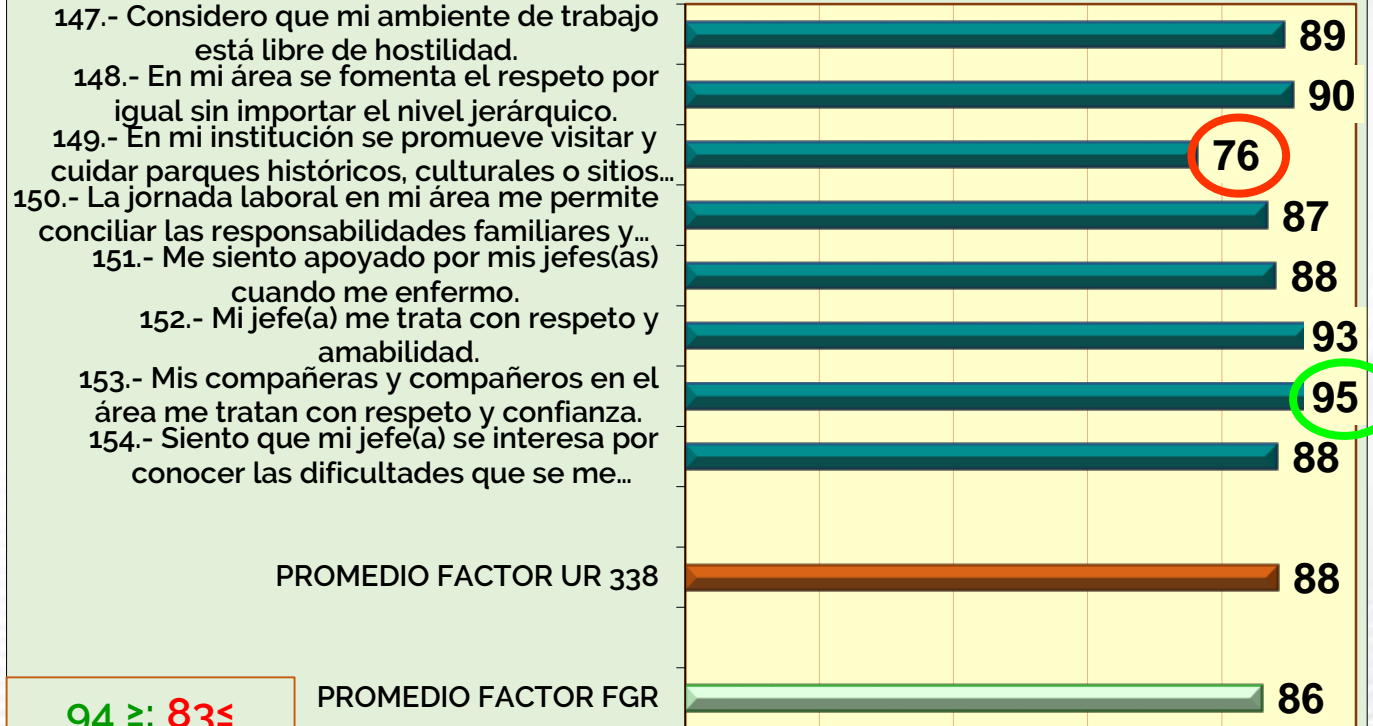 147.- Considero que mi ambiente de trabajo
está libre de hostilidad.
89
148.- En mi área se fomenta el respeto por
igual sin importar el nivel jerárquico.
90
149.- En mi institución se promueve visitar y
cuidar parques históricos, culturales o sitios…
76
150.- La jornada laboral en mi área me permite
conciliar las responsabilidades familiares y…
87
151.- Me siento apoyado por mis jefes(as)
cuando me enfermo.
88
152.- Mi jefe(a) me trata con respeto y
amabilidad.
93
153.- Mis compañeras y compañeros en el
área me tratan con respeto y confianza.
95
154.- Siento que mi jefe(a) se interesa por
conocer las dificultades que se me…
88
PROMEDIO FACTOR UR 338
88
PROMEDIO FACTOR FGR
86
94 ≥; 83≤